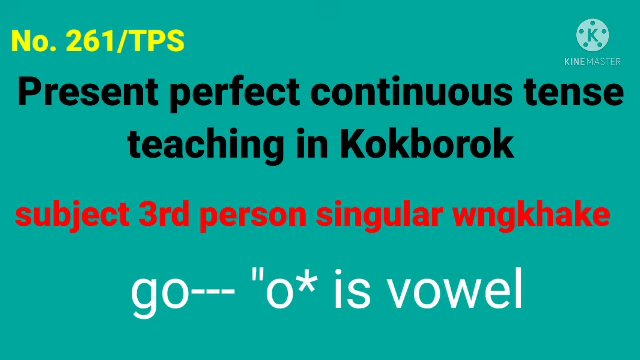 No. 261/TPS
KINEMASTER
Present perfect continuous tense
teaching in Kokborok
subject 3rd person singular wngkhake
go--- "o* is vowel